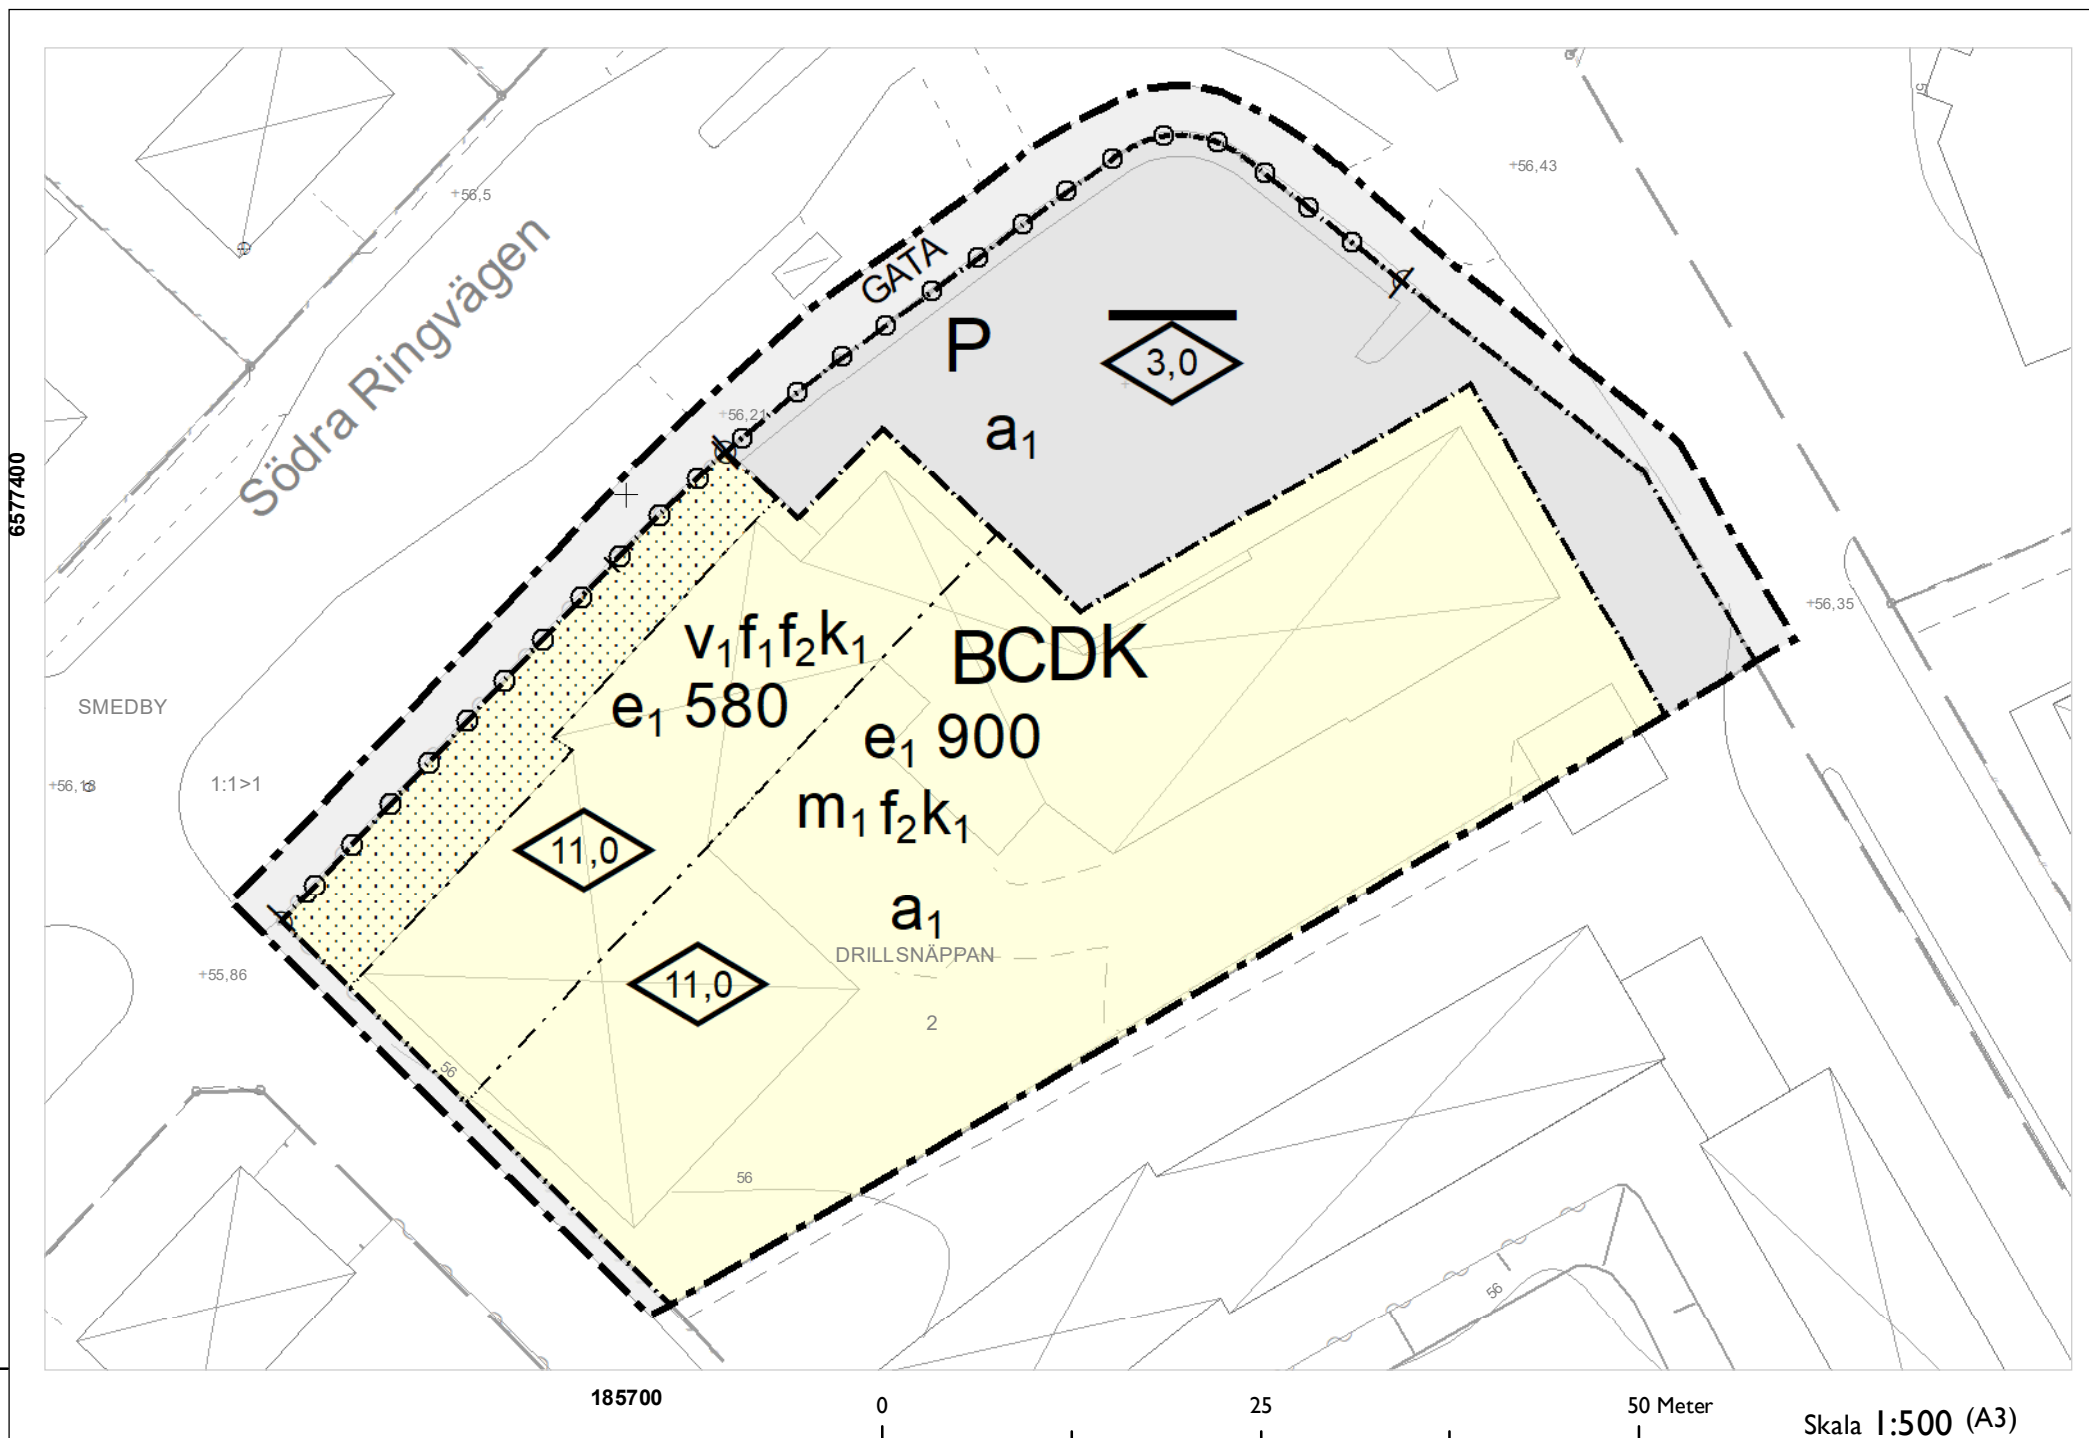 57
+56,43
+56,5
Södra Ringvägen
GATA
P
3,0
+56,21
a₁
6577400
+56,35
v₁f₁f₂k₁
BCDK
e₁ 580
e₁ 900
SMEDBY
+56,18
1:1>1
m₁ f₂k₁
11,0
a₁
DRILLSNÄPPAN
+55,86
11,0
2
56
56
56
185700
0
25
50 Meter
Skala 1:500 (A3)